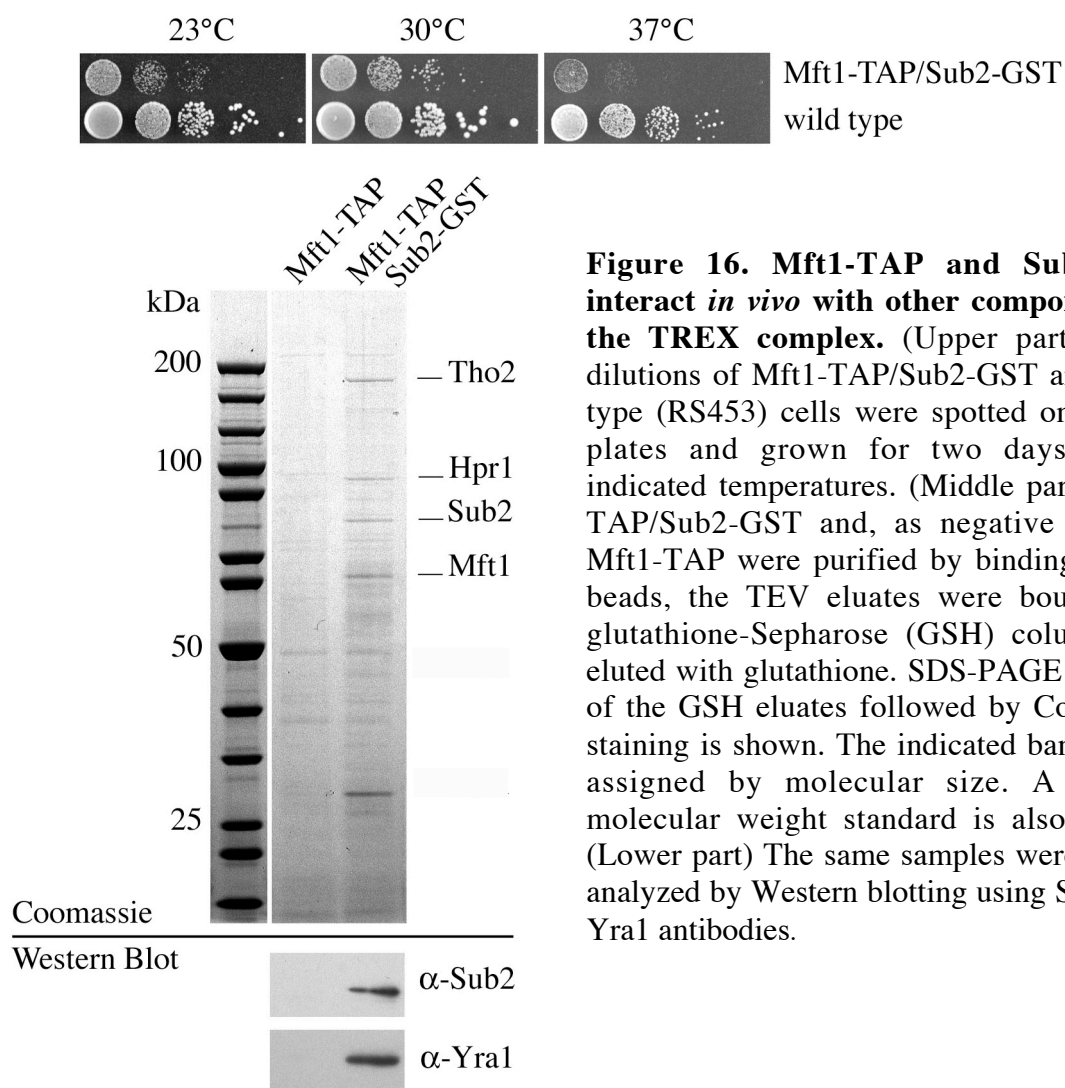 23°C 30°C 37°C
Mft1-TAP/Sub2-GST
wild type
Mft1-TAP
Mft1-TAP
Sub2-GST
kDa
200
100
50
25
Tho2
Hpr1
Sub2
Mft1
Coomassie
Western Blot
α-Sub2
α-Yra1
Figure 16. Mft1-TAP and Sub
interact in vivo with other compo
the TREX complex. (Upper part
dilutions of Mft1-TAP/Sub2-GST a
type (RS453) cells were spotted on
plates and grown for two days
indicated temperatures. (Middle par
TAP/Sub2-GST and, as negative
Mft1-TAP were purified by binding
beads, the TEV eluates were bou
glutathione-Sepharose (GSH) colu
eluted with glutathione. SDS-PAGE
of the GSH eluates followed by Co
staining is shown. The indicated ban
assigned by molecular size. A
molecular weight standard is also
(Lower part) The same samples were
analyzed by Western blotting using S
Yra1 antibodies.